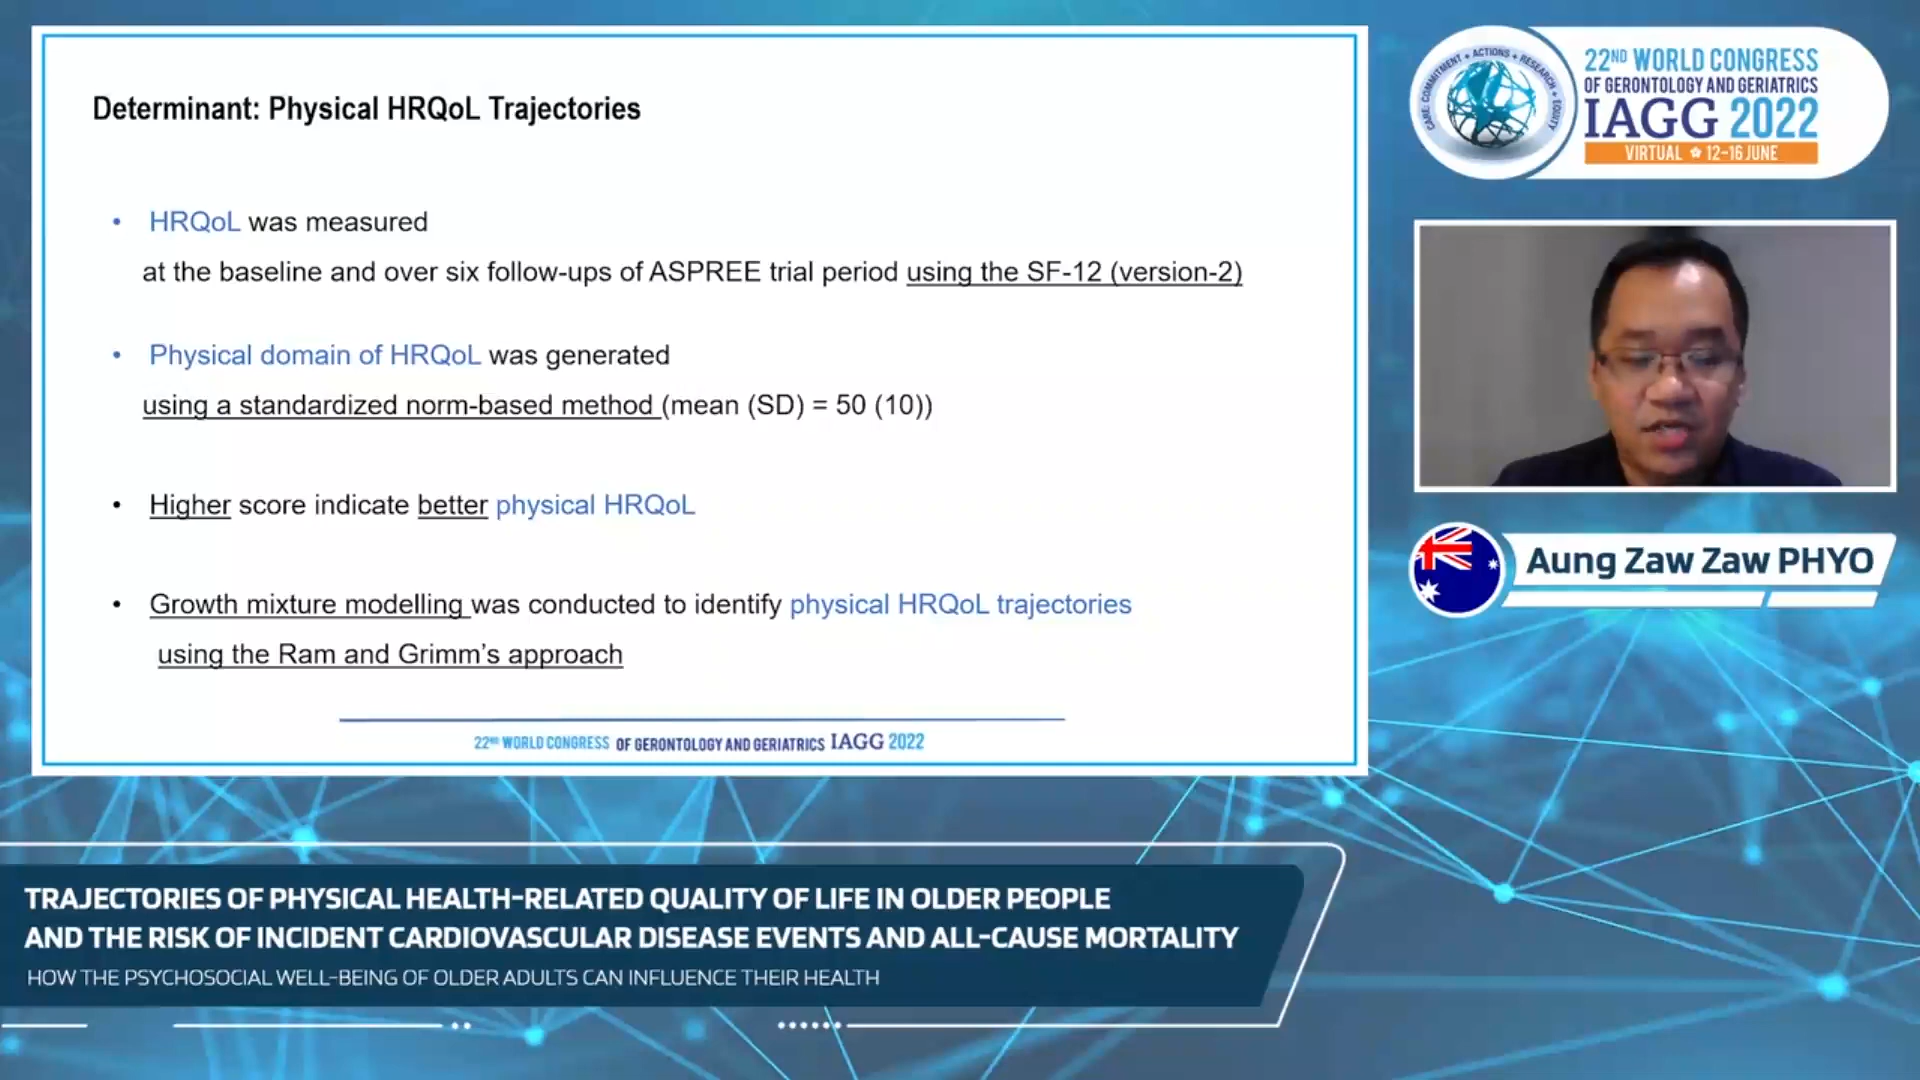 Determinant: Physical HRQoL Trajectories
• HRQoL was measured
at the baseline and over six follow-ups of ASPREE trial period using the SF-12 (version-2)
• Physical domain of HRQoL was generated
using a standardized norm-based method (mean (SD) = 50 (10))
• Higher score indicate better physical HRQoL
• Growth mixture modelling was conducted to identify physical HRQoL trajectories
using the Ram and Grimm's approach
22ND WORLD CONGRESS OF GERONTOLOGY AND GERIATRICS IAGG 2022
CARE: COMMITMENT + ACTIONS + RESEARCH + EQUITY
22ND WORLD CONGRESS
OF GERONTOLOGY AND GERIATRICS
IAGG 2022
VIRTUAL 12-16 JUNE
Aung Zaw Zaw PHYO
TRAJECTORIES OF PHYSICAL HEALTH-RELATED QUALITY OF LIFE IN OLDER PEOPLE
AND THE RISK OF INCIDENT CARDIOVASCULAR DISEASE EVENTS AND ALL-CAUSE MORTALITY
HOW THE PSYCHOSOCIAL WELL-BEING OF OLDER ADULTS CAN INFLUENCE THEIR HEALTH